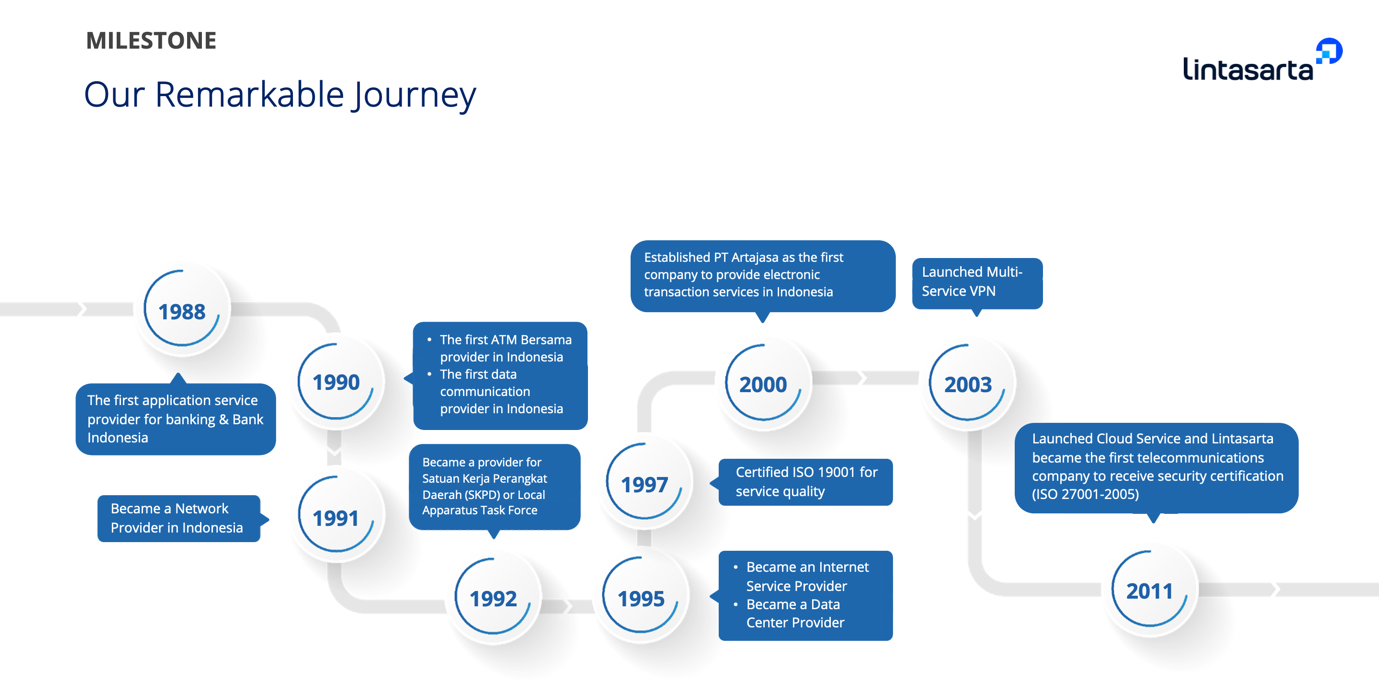 MILESTONE
Our Remarkable Journey
lintasarta
1988
The first application service
provider for banking & Bank
Indonesia
1990
• The first ATM Bersama
provider in Indonesia
• The first data
communication
provider in Indonesia
1991
Became a Network
Provider in Indonesia
1992
Became a provider for
Satuan Kerja Perangkat
Daerah (SKPD) or Local
Apparatus Task Force
1995
• Became an Internet
Service Provider
• Became a Data
Center Provider
1997
Certified ISO 19001 for
service quality
2000
Established PT Artajasa as the first
company to provide electronic
transaction services in Indonesia
2003
Launched Multi-
Service VPN
2011
Launched Cloud Service and Lintasarta
became the first telecommunications
company to receive security certification
(ISO 27001-2005)